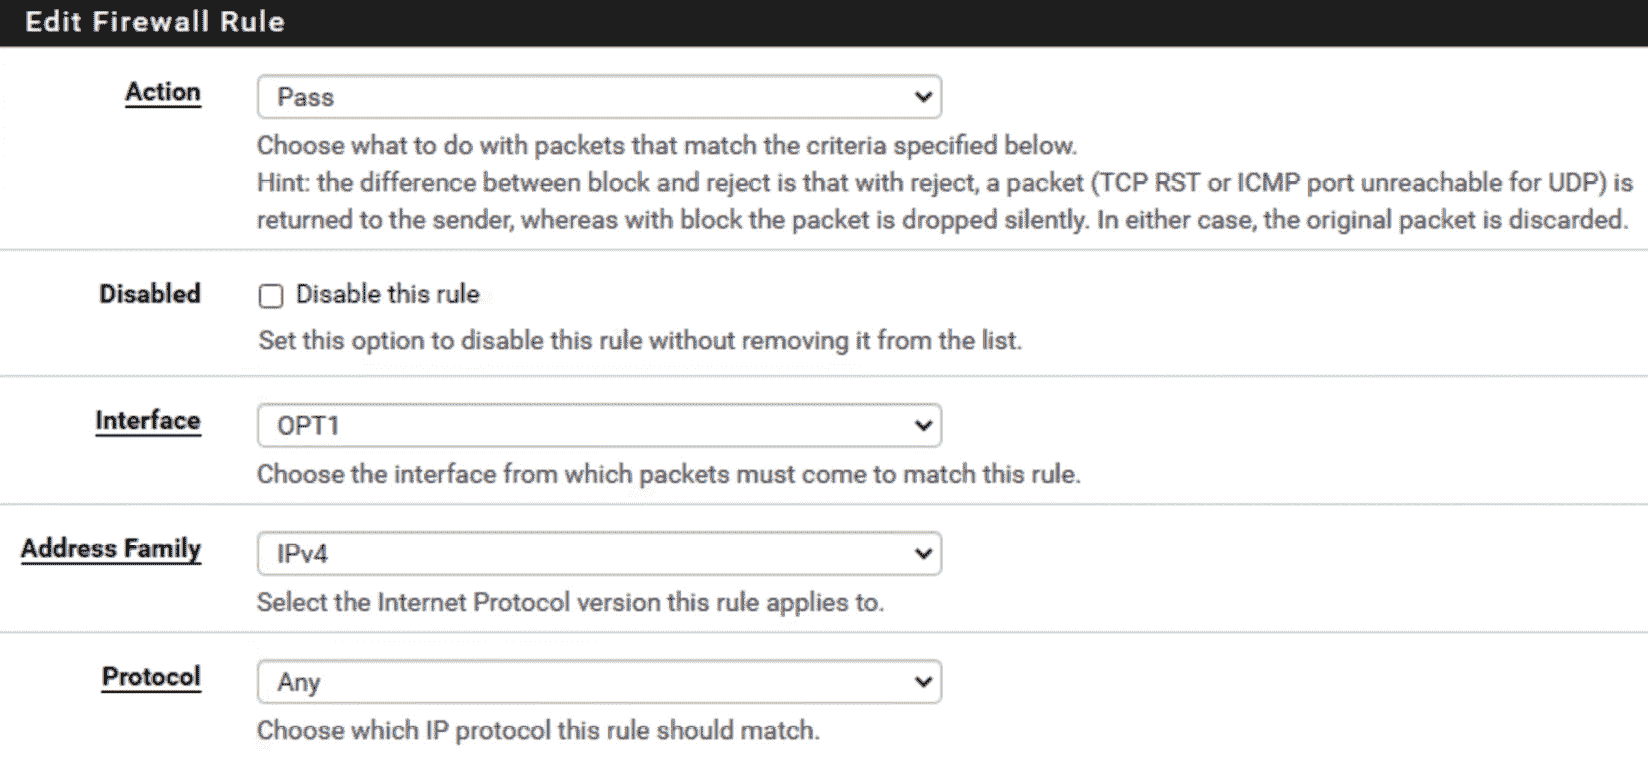 Edit Firewall Rule
Action
Pass
Choose what to do with packets that match the criteria specified below.
Hint: the difference between block and reject is that with reject, a packet (TCP RST or ICMP port unreachable for UDP) is
returned to the sender, whereas with block the packet is dropped silently. In either case, the original packet is discarded.
Disabled
Disable this rule
Set this option to disable this rule without removing it from the list.
Interface
OPT1
Choose the interface from which packets must come to match this rule.
Address Family
IPv4
Select the Internet Protocol version this rule applies to.
Protocol
Any
Choose which IP protocol this rule should match.